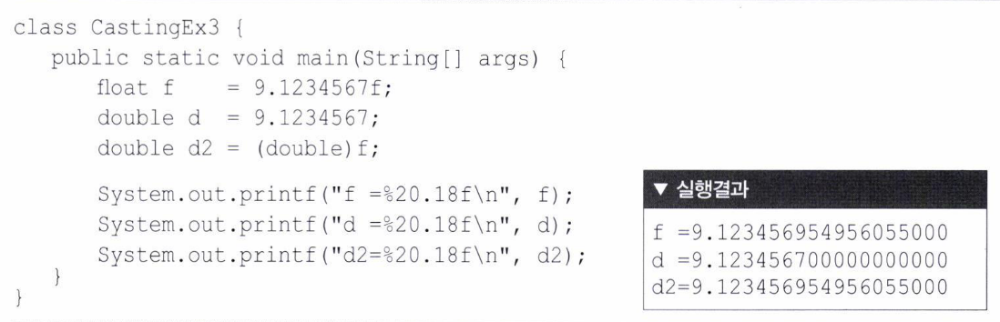 class CastingEx3 {
    public static void main(String[] args) {
        float f    = 9.1234567f;
        double d  = 9.1234567;
        double d2 = (double)f;

        System.out.printf("f =%20.18f\n", f);
        System.out.printf("d =%20.18f\n", d);
        System.out.printf("d2=%20.18f\n", d2);
    }
}
▼ 실행결과
f =9.123456954956055000
d =9.123456700000000000
d2=9.123456954956055000